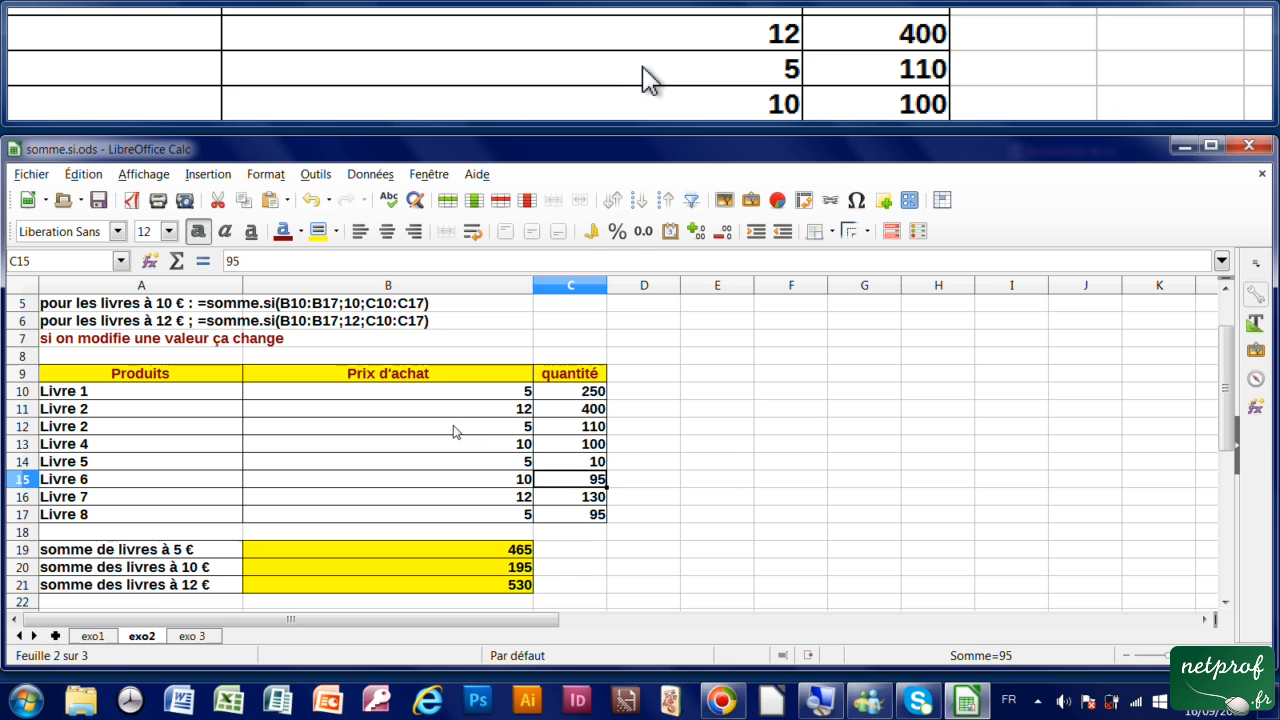 12 400
5 110
10 100
somme.si.ods - LibreOffice Calc
Fichier Édition Affichage Insertion Format Outils Données Fenêtre Aide
Liberation Sans 12
C15 95
A B C D E F G H I J K
5 pour les livres à 10 € : =somme.si(B10:B17;10;C10:C17)
6 pour les livres à 12 € ; =somme.si(B10:B17;12;C10:C17)
7 si on modifie une valeur ça change
8
9 Produits Prix d'achat quantité
10 Livre 1 5 250
11 Livre 2 12 400
12 Livre 2 5 110
13 Livre 4 10 100
14 Livre 5 5 10
15 Livre 6 10 95
16 Livre 7 12 130
17 Livre 8 5 95
18
19 somme de livres à 5 € 465
20 somme des livres à 10 € 195
21 somme des livres à 12 € 530
22
exo1 exo2 exo 3
Feuille 2 sur 3 Par défaut Somme=95
netprof
.fr
FR